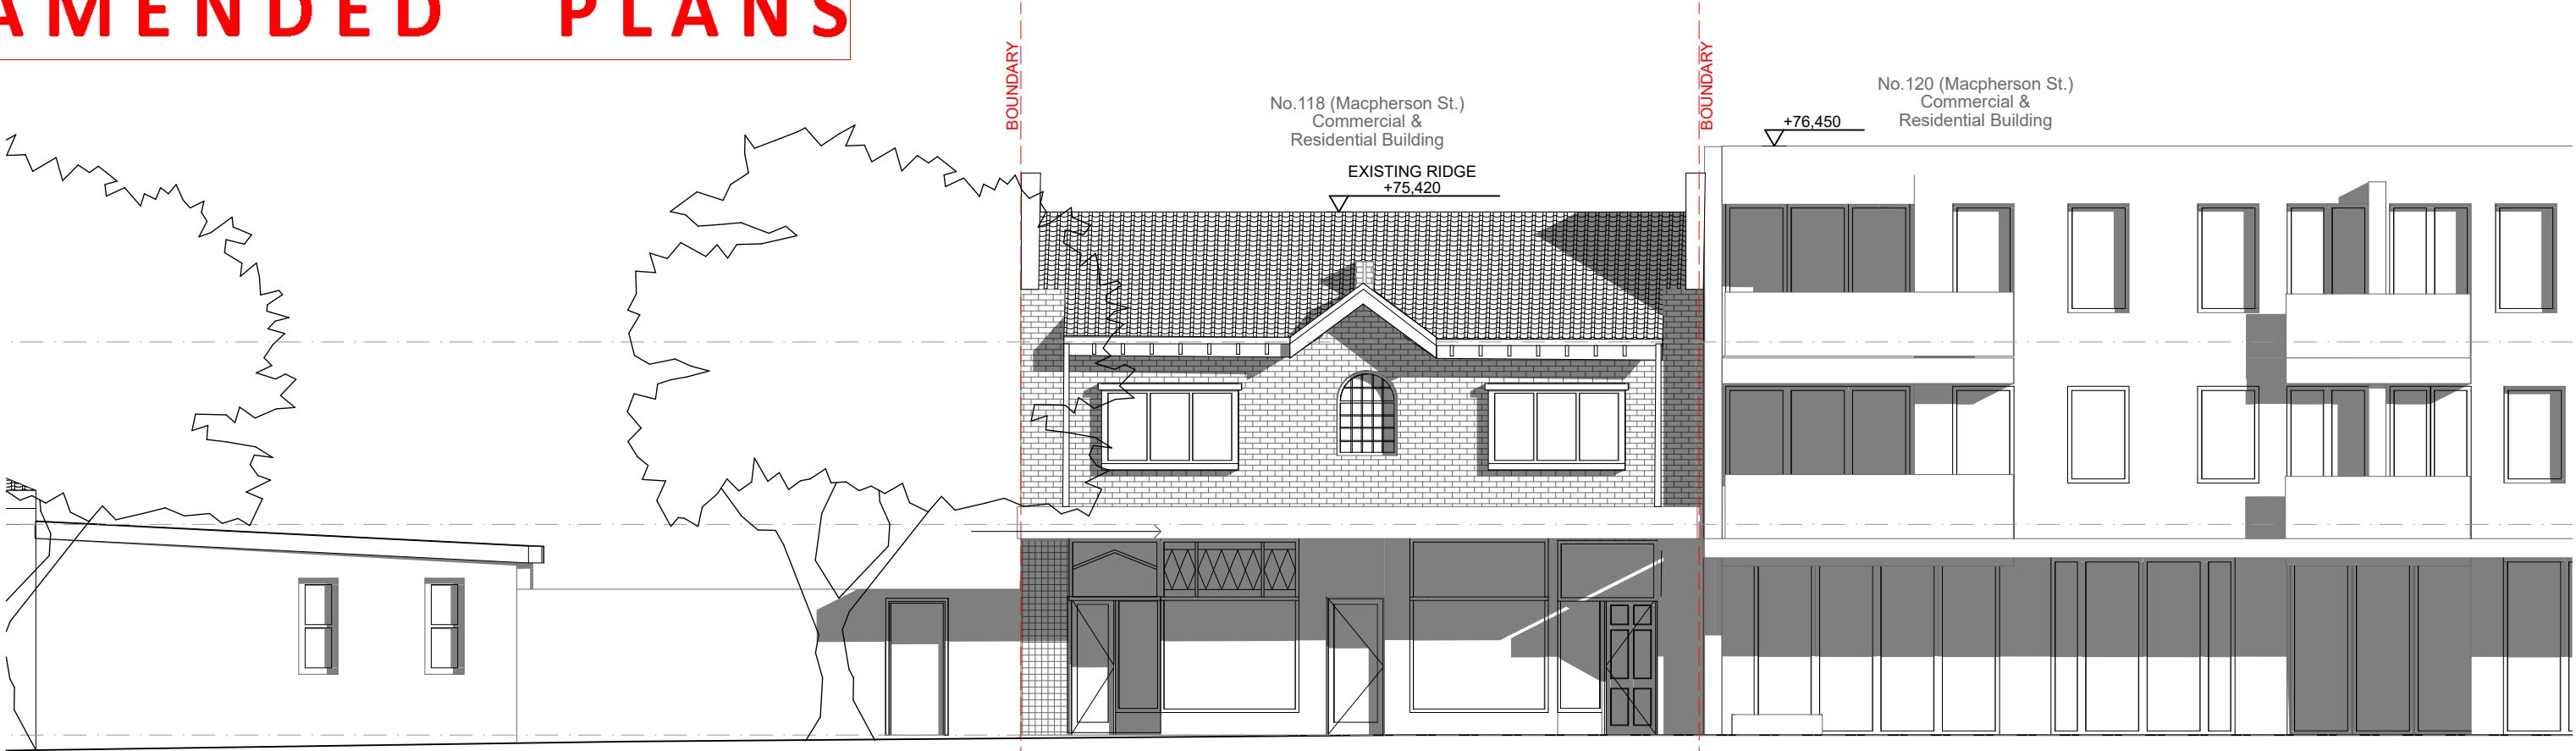 AMENDED PLANS
BOUNDARY
No.118 (Macpherson St.)
Commercial &
Residential Building
EXISTING RIDGE
+75,420
BOUNDARY
+76,450
No.120 (Macpherson St.)
Commercial &
Residential Building